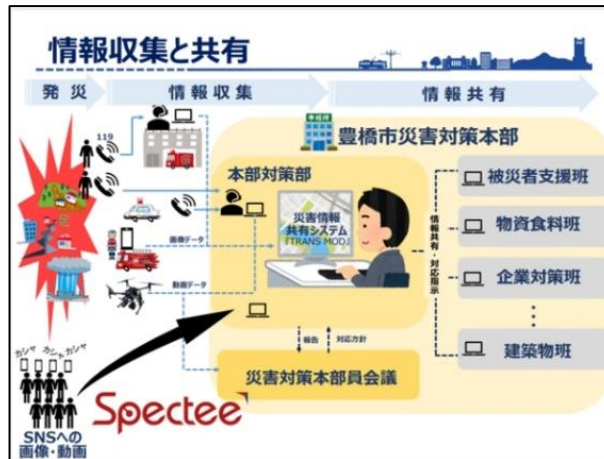 情報収集と共有
発災
情報収集
情報共有
119
豊橋市災害対策本部
本部対策部
災害情報
共有システム
「TRANS MOD」
画像データ
動画データ
情報共有・対応指示
被災者支援班
物資食料班
企業対策班
建築物班
報告
対応方針
災害対策本部員会議
カシャ
カシャ
カシャ
Spectee
SNSへの
画像・動画